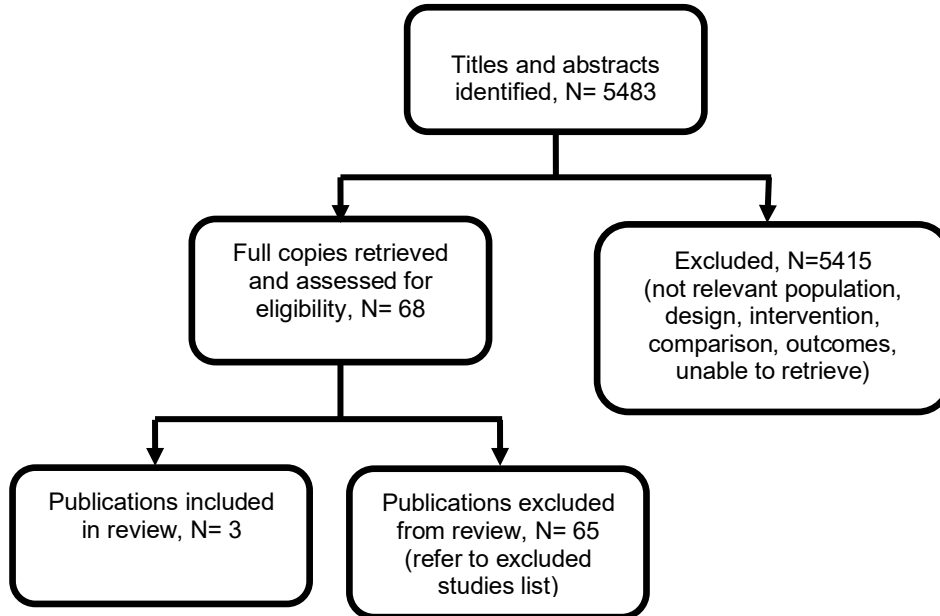 Titles and abstracts
identified, N= 5483
Full copies retrieved
and assessed for
eligibility, N= 68
Excluded, N=5415
(not relevant population,
design, intervention,
comparison, outcomes,
unable to retrieve)
Publications included
in review, N= 3
Publications excluded
from review, N= 65
(refer to excluded
studies list)